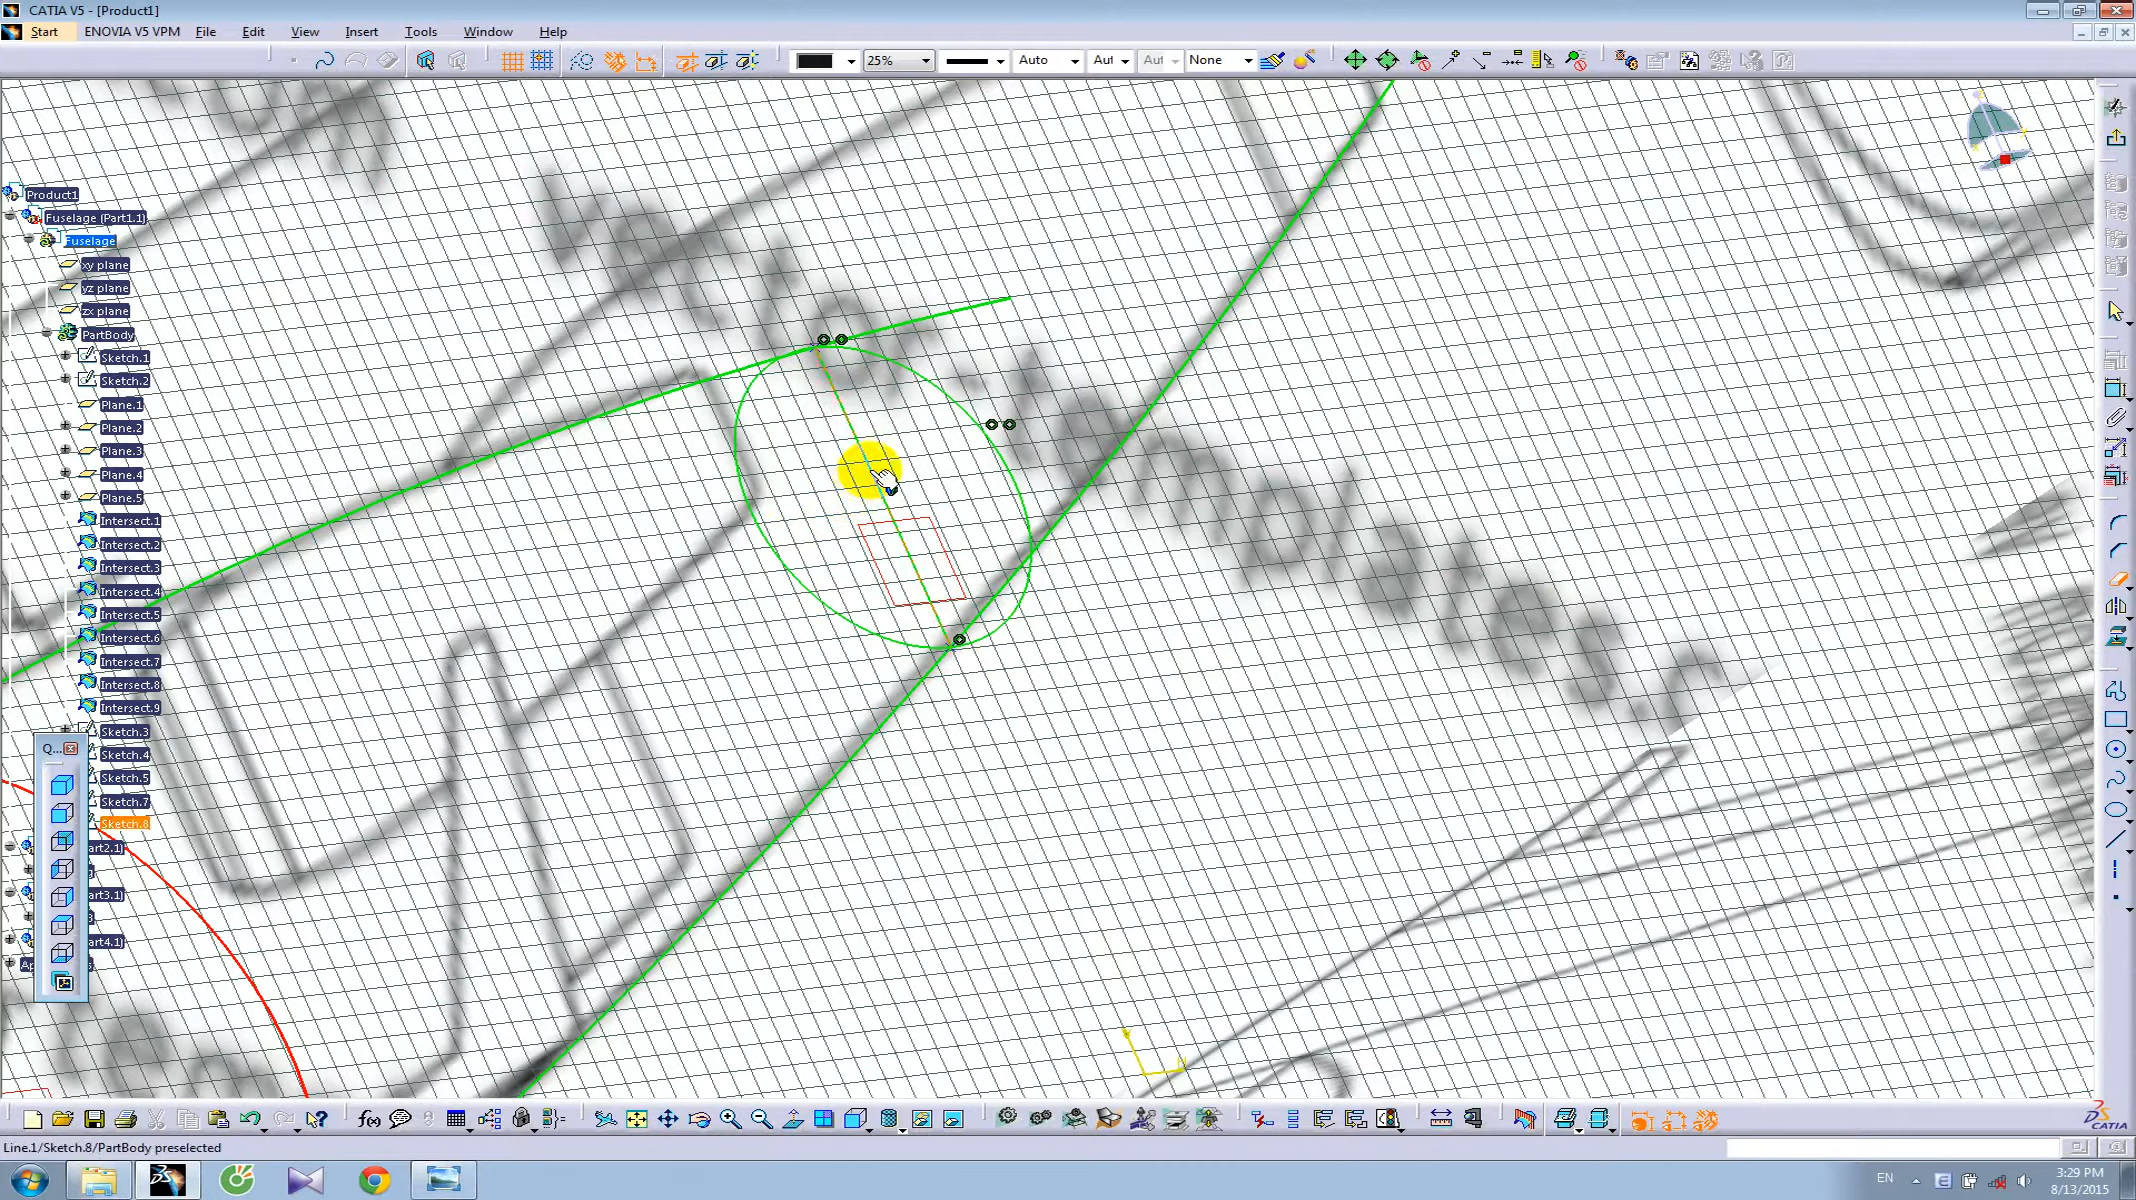 CATIA V5 - [Product1]
Start ENOVIA V5 VPM File Edit View Insert Tools Window Help
25% Auto Aut Aut None
Product1
Fuselage (Part1.1)
Fuselage
xy plane
yz plane
zx plane
PartBody
Sketch.1
Sketch.2
Plane.1
Plane.2
Plane.3
Plane.4
Plane.5
Intersect.1
Intersect.2
Intersect.3
Intersect.4
Intersect.5
Intersect.6
Intersect.7
Intersect.8
Intersect.9
Sketch.3
Q...
Sketch.4
Sketch.5
Sketch.7
Sketch.8
art2.1)
art3.1)
art4.1)
Line.1/Sketch.8/PartBody preselected
CATIA
EN
3:29 PM
8/13/2015